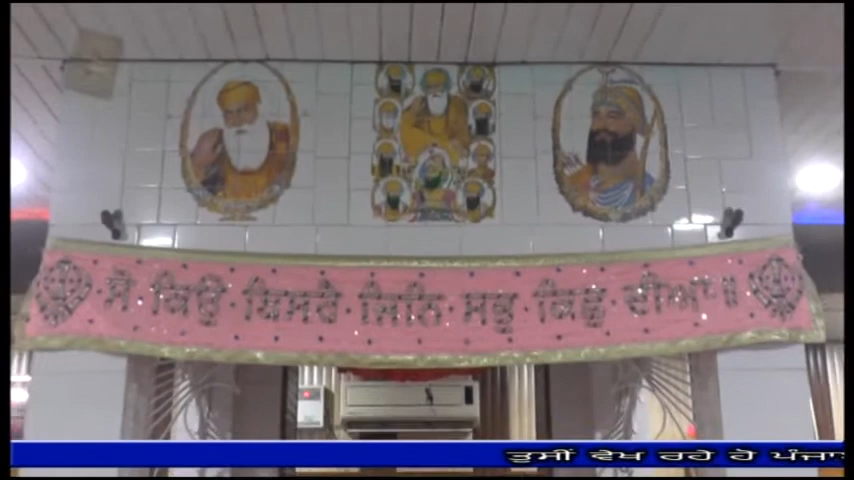 ਸੋ ਕਿਉ ਵਿਸਰੈ ਜਿਨਿ ਸਭੁ ਕਿਛੁ ਦੀਆ॥
ਤੁਸੀਂ ਵੇਖ ਰਹੇ ਹੋ